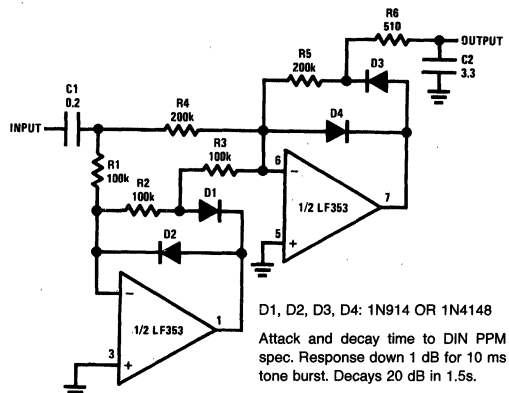 R6
510
OUTPUT
R5
200k
D3
C2
3.3
C1
0.2
R4
200k
D4
INPUT
R3
100k
R1
100k
R2
100k
D1
6
−
7
1/2 LF353
5
+
D2
−
1
1/2 LF353
3
+
D1, D2, D3, D4: 1N914 OR 1N4148
Attack and decay time to DIN PPM
spec. Response down 1 dB for 10 ms
tone burst. Decays 20 dB in 1.5s.